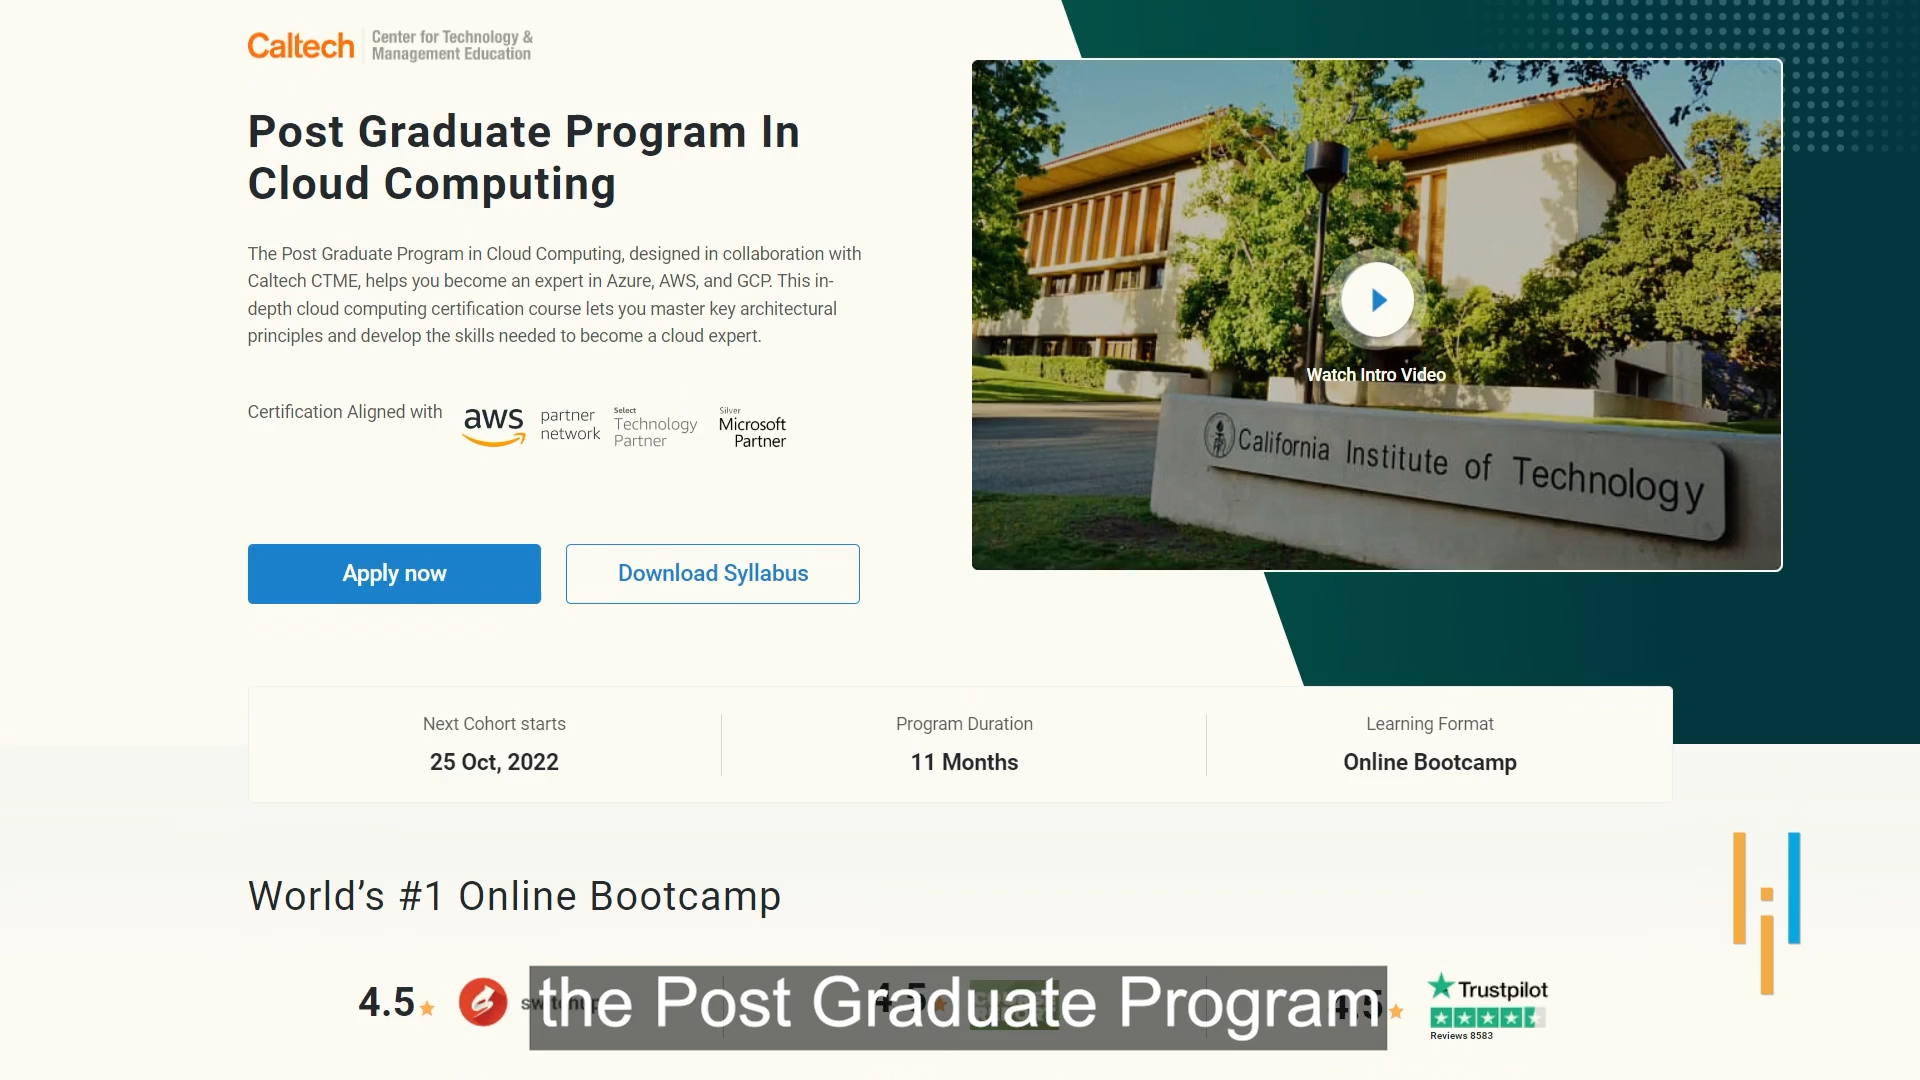 Caltech
Center for Technology &
Management Education
Post Graduate Program In
Cloud Computing
The Post Graduate Program in Cloud Computing, designed in collaboration with
Caltech CTME, helps you become an expert in Azure, AWS, and GCP. This in-
depth cloud computing certification course lets you master key architectural
principles and develop the skills needed to become a cloud expert.
Certification Aligned with
aws
partner
network
Select
Technology
Partner
Silver
Microsoft
Partner
Apply now
Download Syllabus
Watch Intro Video
California Institute of Technology
Next Cohort starts
25 Oct, 2022
Program Duration
11 Months
Learning Format
Online Bootcamp
World's #1 Online Bootcamp
4.5
4.5
4.5
Trustpilot
Reviews 8583
the Post Graduate Program